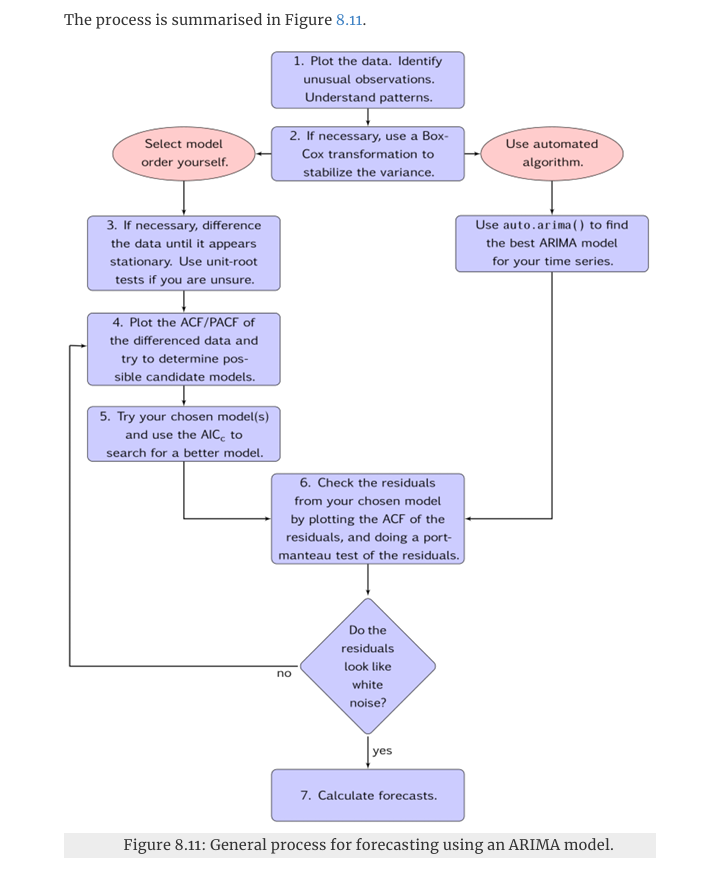 The process is summarised in Figure 8.11.
1. Plot the data. Identify
unusual observations.
Understand patterns.
Select model
order yourself.
2. If necessary, use a Box-
Cox transformation to
stabilize the variance.
Use automated
algorithm.
3. If necessary, difference
the data until it appears
stationary. Use unit-root
tests if you are unsure.
Use auto.arima() to find
the best ARIMA model
for your time series.
4. Plot the ACF/PACF of
the differenced data and
try to determine pos-
sible candidate models.
5. Try your chosen model(s)
and use the AICc to
search for a better model.
6. Check the residuals
from your chosen model
by plotting the ACF of the
residuals, and doing a port-
manteau test of the residuals.
Do the
residuals
look like
white
noise?
no
yes
7. Calculate forecasts.
Figure 8.11: General process for forecasting using an ARIMA model.